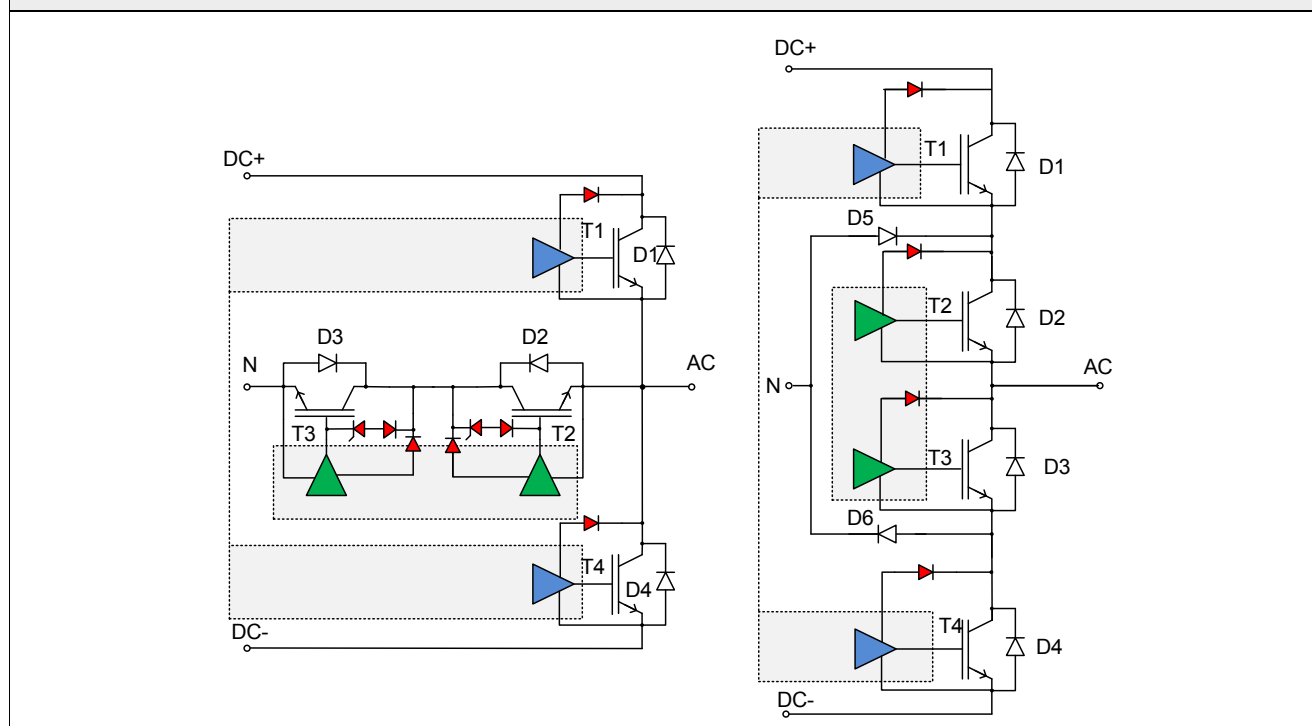 DC+
T1
D1
D3
D2
N
AC
T3
T2
T4
D4
DC-
DC+
T1
D1
D5
T2
D2
N
AC
T3
D3
D6
T4
D4
DC-